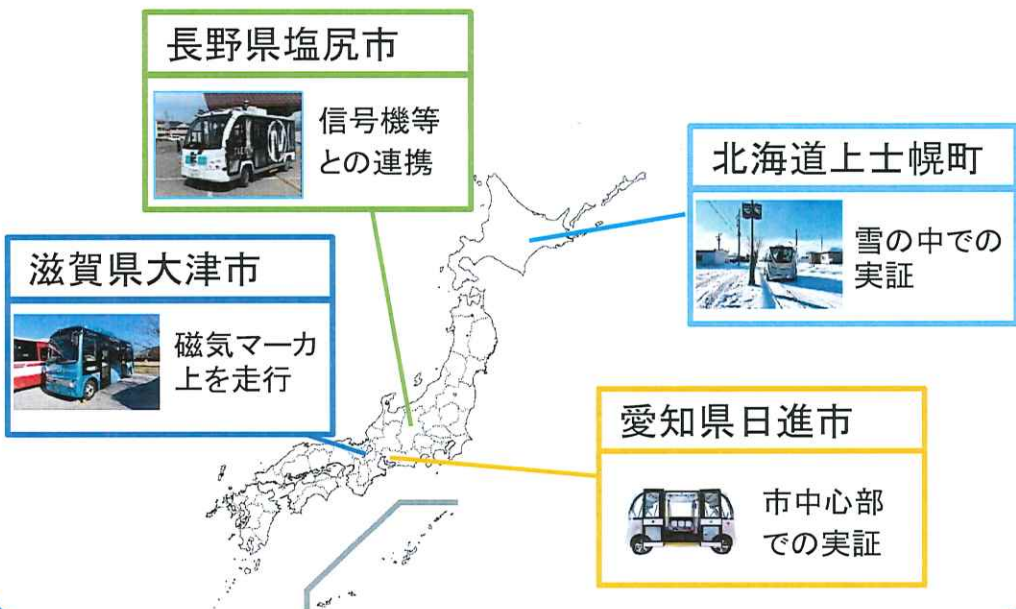 長野県塩尻市
信号機等
との連携
北海道上士幌町
雪の中での
実証
滋賀県大津市
磁気マーカ
上を走行
愛知県日進市
市中心部
での実証